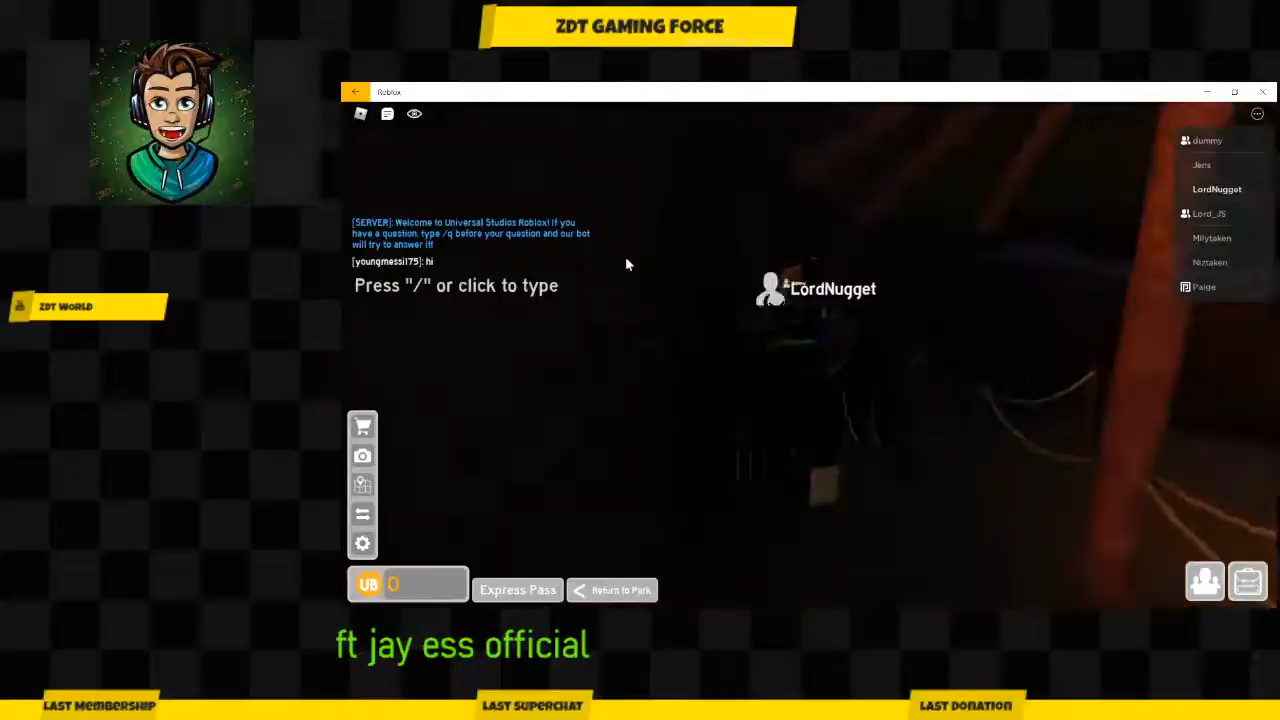 ZDT GAMING FORCE
Roblox
dummy
Jens
LordNugget
Lord_JS
Milytaken
Niztaken
Paige
[SERVER]: Welcome to Universal Studios Roblox! If you
have a question, type /q before your question and our bot
will try to answer it!
[youngmessi175]: hi
Press "/" or click to type
LordNugget
ZDT WORLD
UB 0
Express Pass
< Return to Park
ft jay ess official
LAST MEMBERSHIP
LAST SUPERCHAT
LAST DONATION